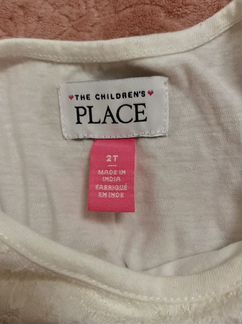 THE CHILDREN'S
PLACE
2T
MADE IN
INDIA
FABRIQUÉ
EN INDE